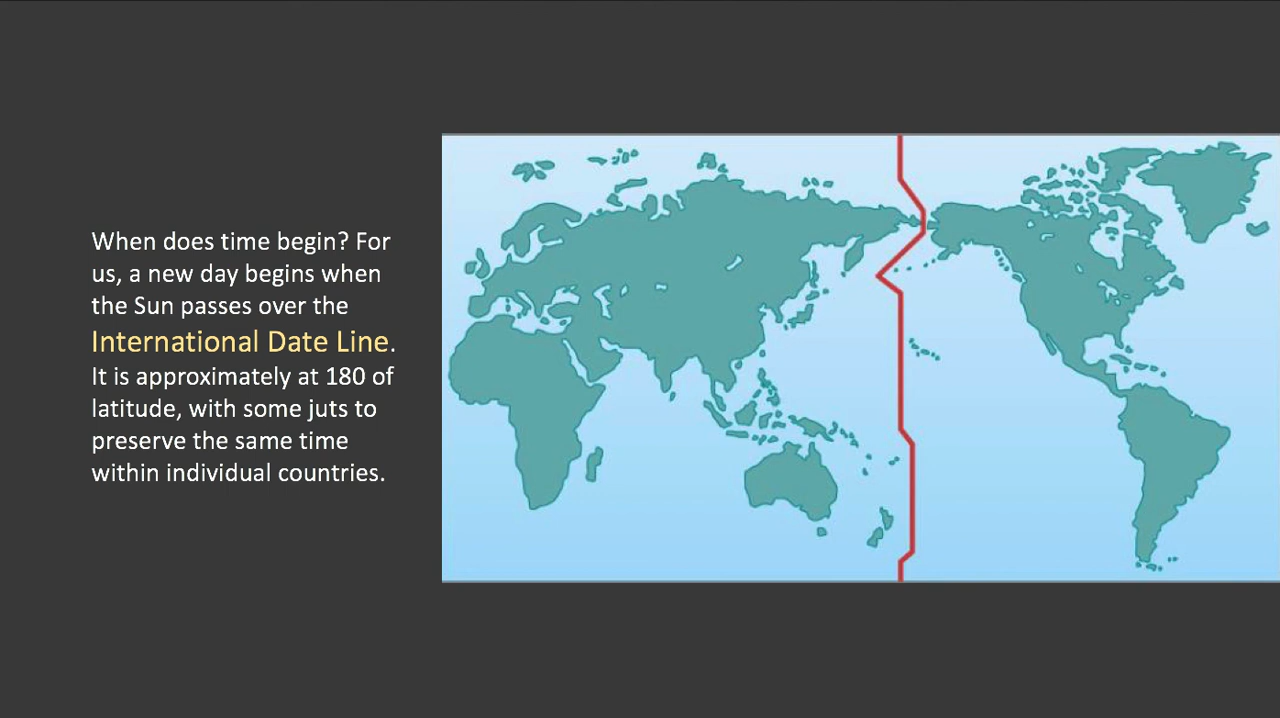 When does time begin? For
us, a new day begins when
the Sun passes over the
International Date Line.
It is approximately at 180 of
latitude, with some juts to
preserve the same time
within individual countries.